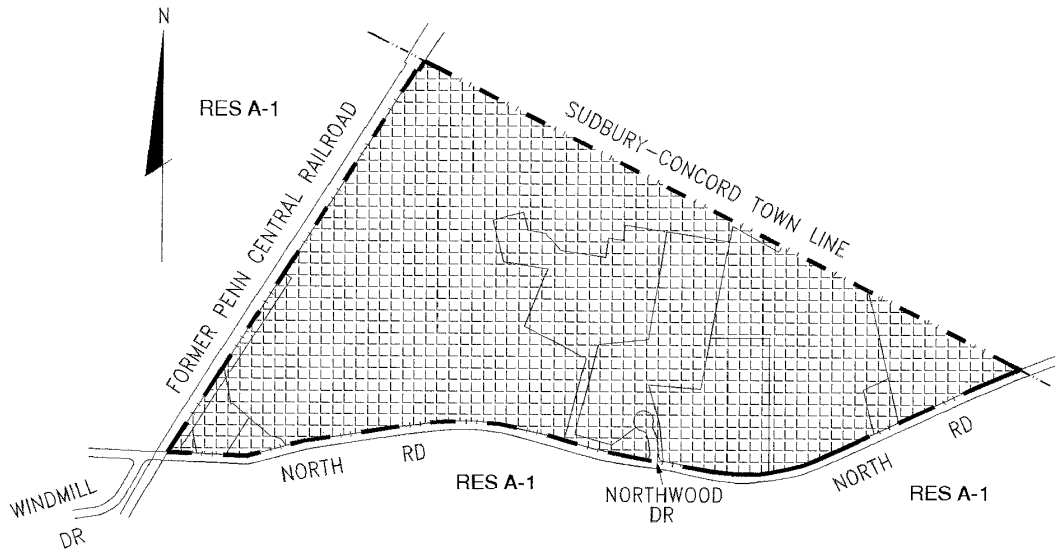 N
RES A-1
FORMER PENN CENTRAL RAILROAD
SUDBURY-CONCORD TOWN LINE
WINDMILL
DR
NORTH RD
RES A-1
NORTHWOOD
DR
NORTH RD
RES A-1